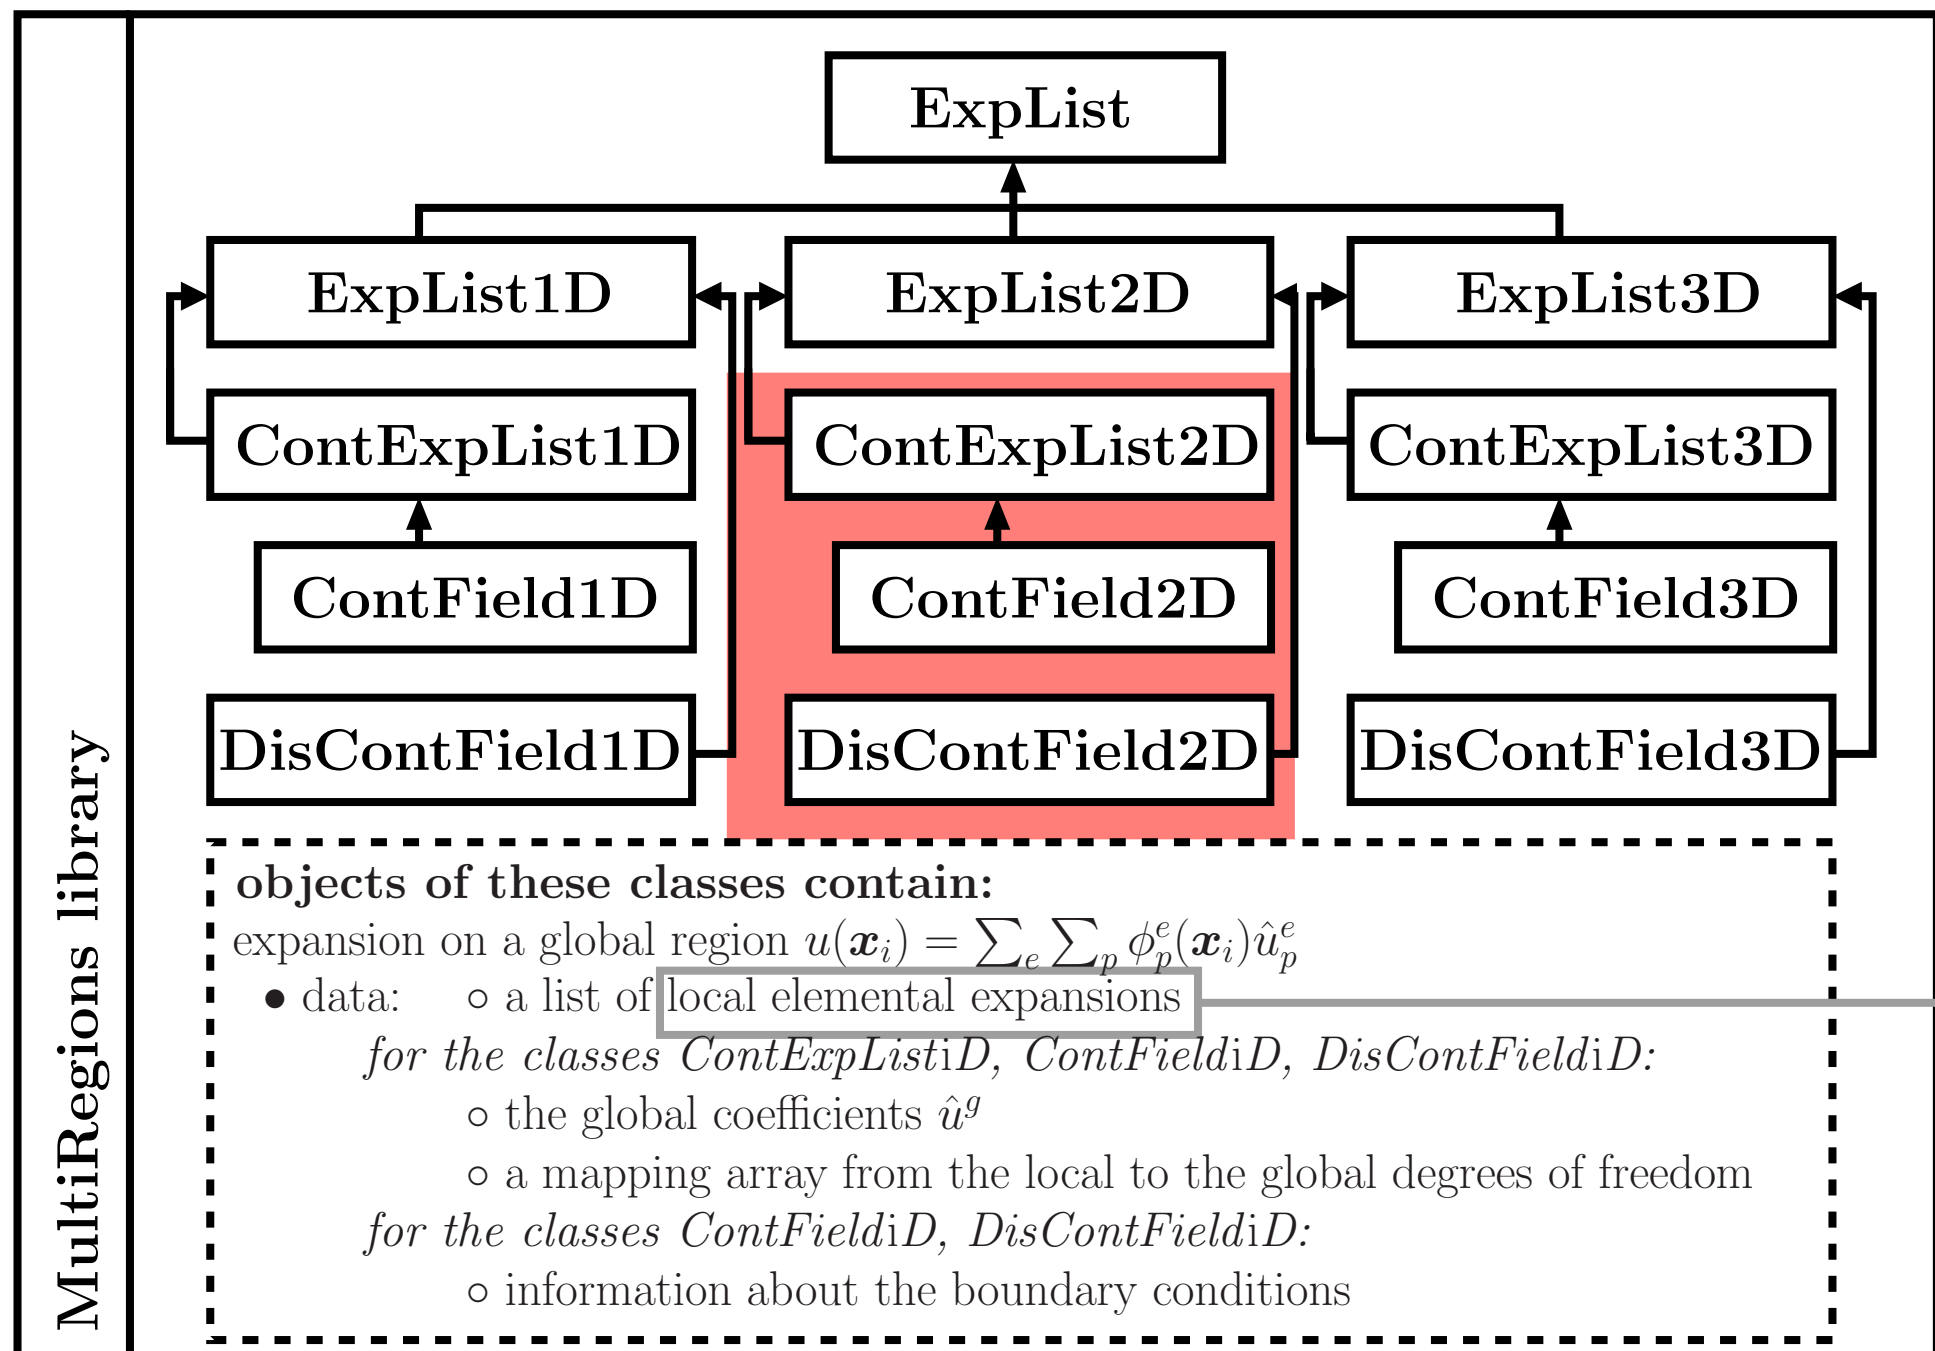 ExpList
ExpList1D ExpList2D ExpList3D
ContExpList1D ContExpList2D ContExpList3D
ContField1D ContField2D ContField3D
DisContField1D DisContField2D DisContField3D
MultiRegions library
objects of these classes contain:
expansion on a global region u(𝒙ᵢ) = ∑ₑ ∑ₚ ϕₚᵉ(𝒙ᵢ)ûₚᵉ
• data: ○ a list of local elemental expansions
for the classes ContExpListiD, ContFieldiD, DisContFieldiD:
○ the global coefficients ûᵍ
○ a mapping array from the local to the global degrees of freedom
for the classes ContFieldiD, DisContFieldiD:
○ information about the boundary conditions